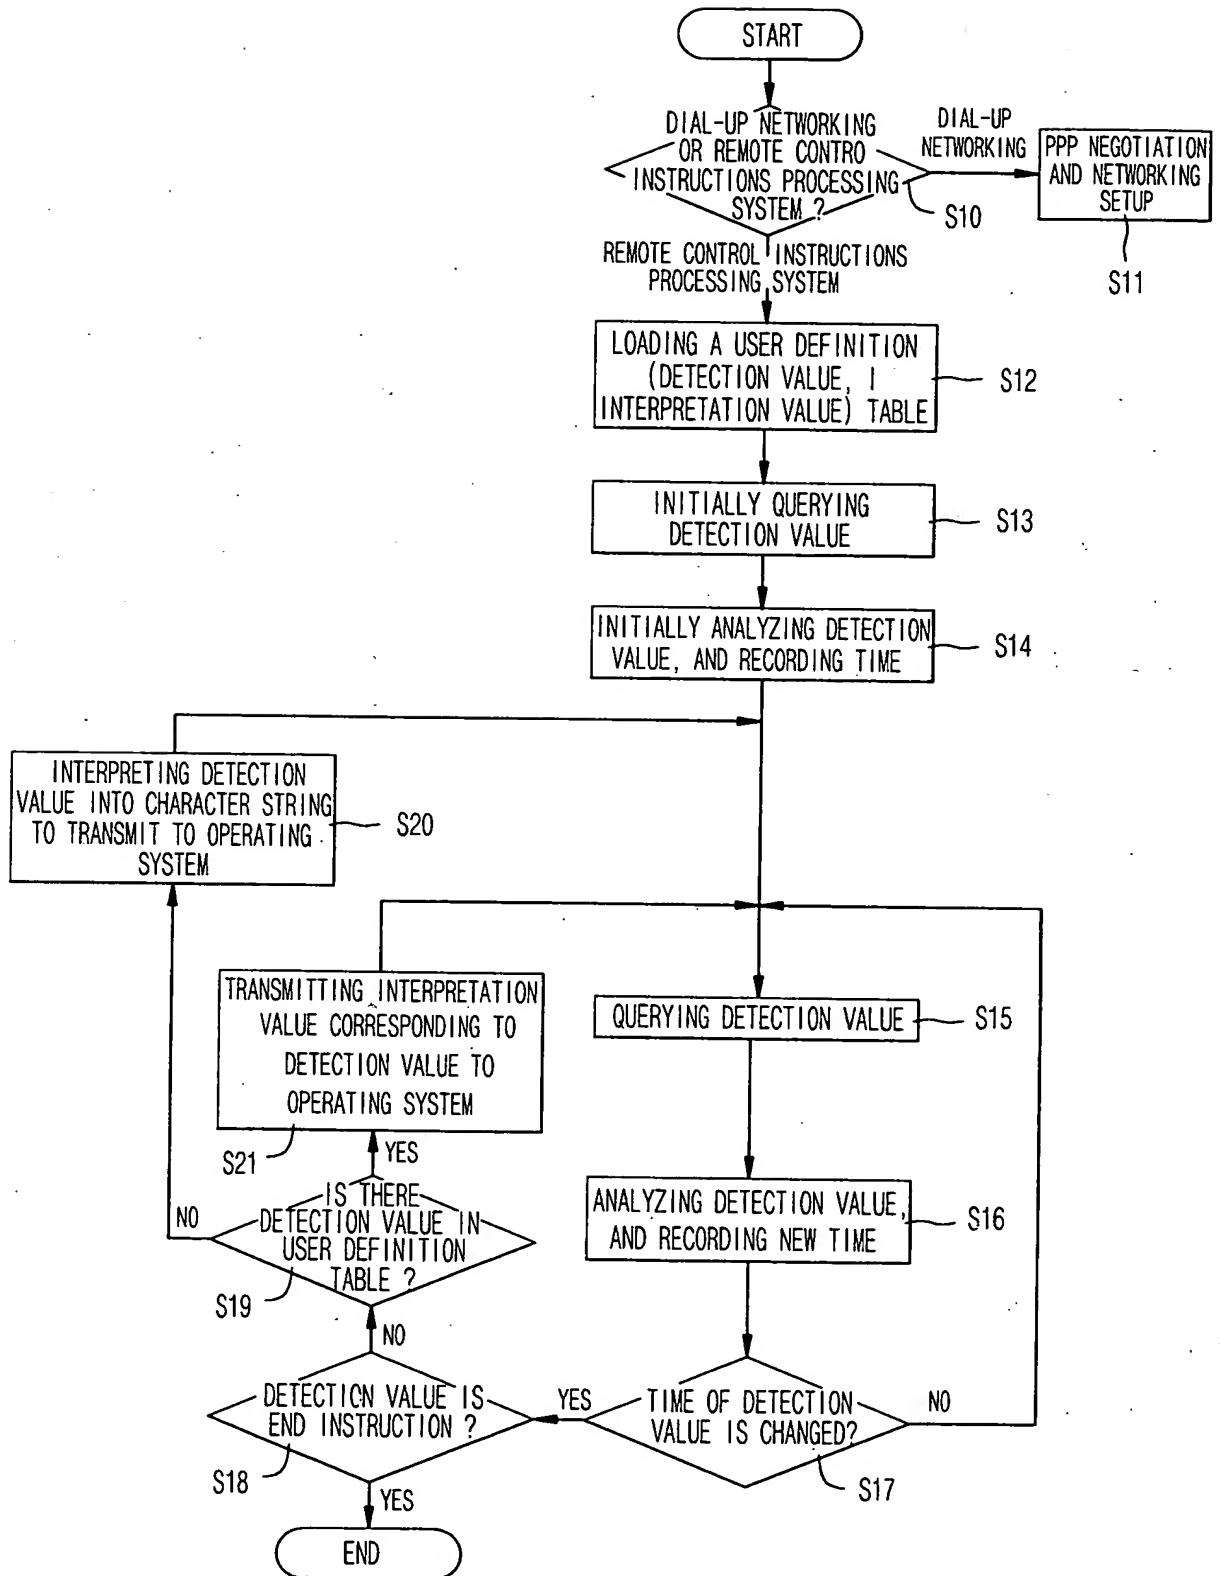 START
DIAL-UP NETWORKING
OR REMOTE CONTRO
INSTRUCTIONS PROCESSING
SYSTEM ?
S10
DIAL-UP
NETWORKING
PPP NEGOTIATION
AND NETWORKING
SETUP
S11
REMOTE CONTROL INSTRUCTIONS
PROCESSING SYSTEM
LOADING A USER DEFINITION
(DETECTION VALUE, I
INTERPRETATION VALUE) TABLE
S12
INITIALLY QUERYING
DETECTION VALUE
S13
INITIALLY ANALYZING DETECTION
VALUE, AND RECORDING TIME
S14
INTERPRETING DETECTION
VALUE INTO CHARACTER STRING
TO TRANSMIT TO OPERATING
SYSTEM
S20
TRANSMITTING INTERPRETATION
VALUE CORRESPONDING TO
DETECTION VALUE TO
OPERATING SYSTEM
S21
YES
QUERYING DETECTION VALUE
S15
ANALYZING DETECTION VALUE,
AND RECORDING NEW TIME
S16
NO
IS THERE
DETECTION VALUE IN
USER DEFINITION
TABLE ?
S19
NO
DETECTION VALUE IS
END INSTRUCTION ?
S18
YES
TIME OF DETECTION
VALUE IS CHANGED?
S17
NO
YES
END